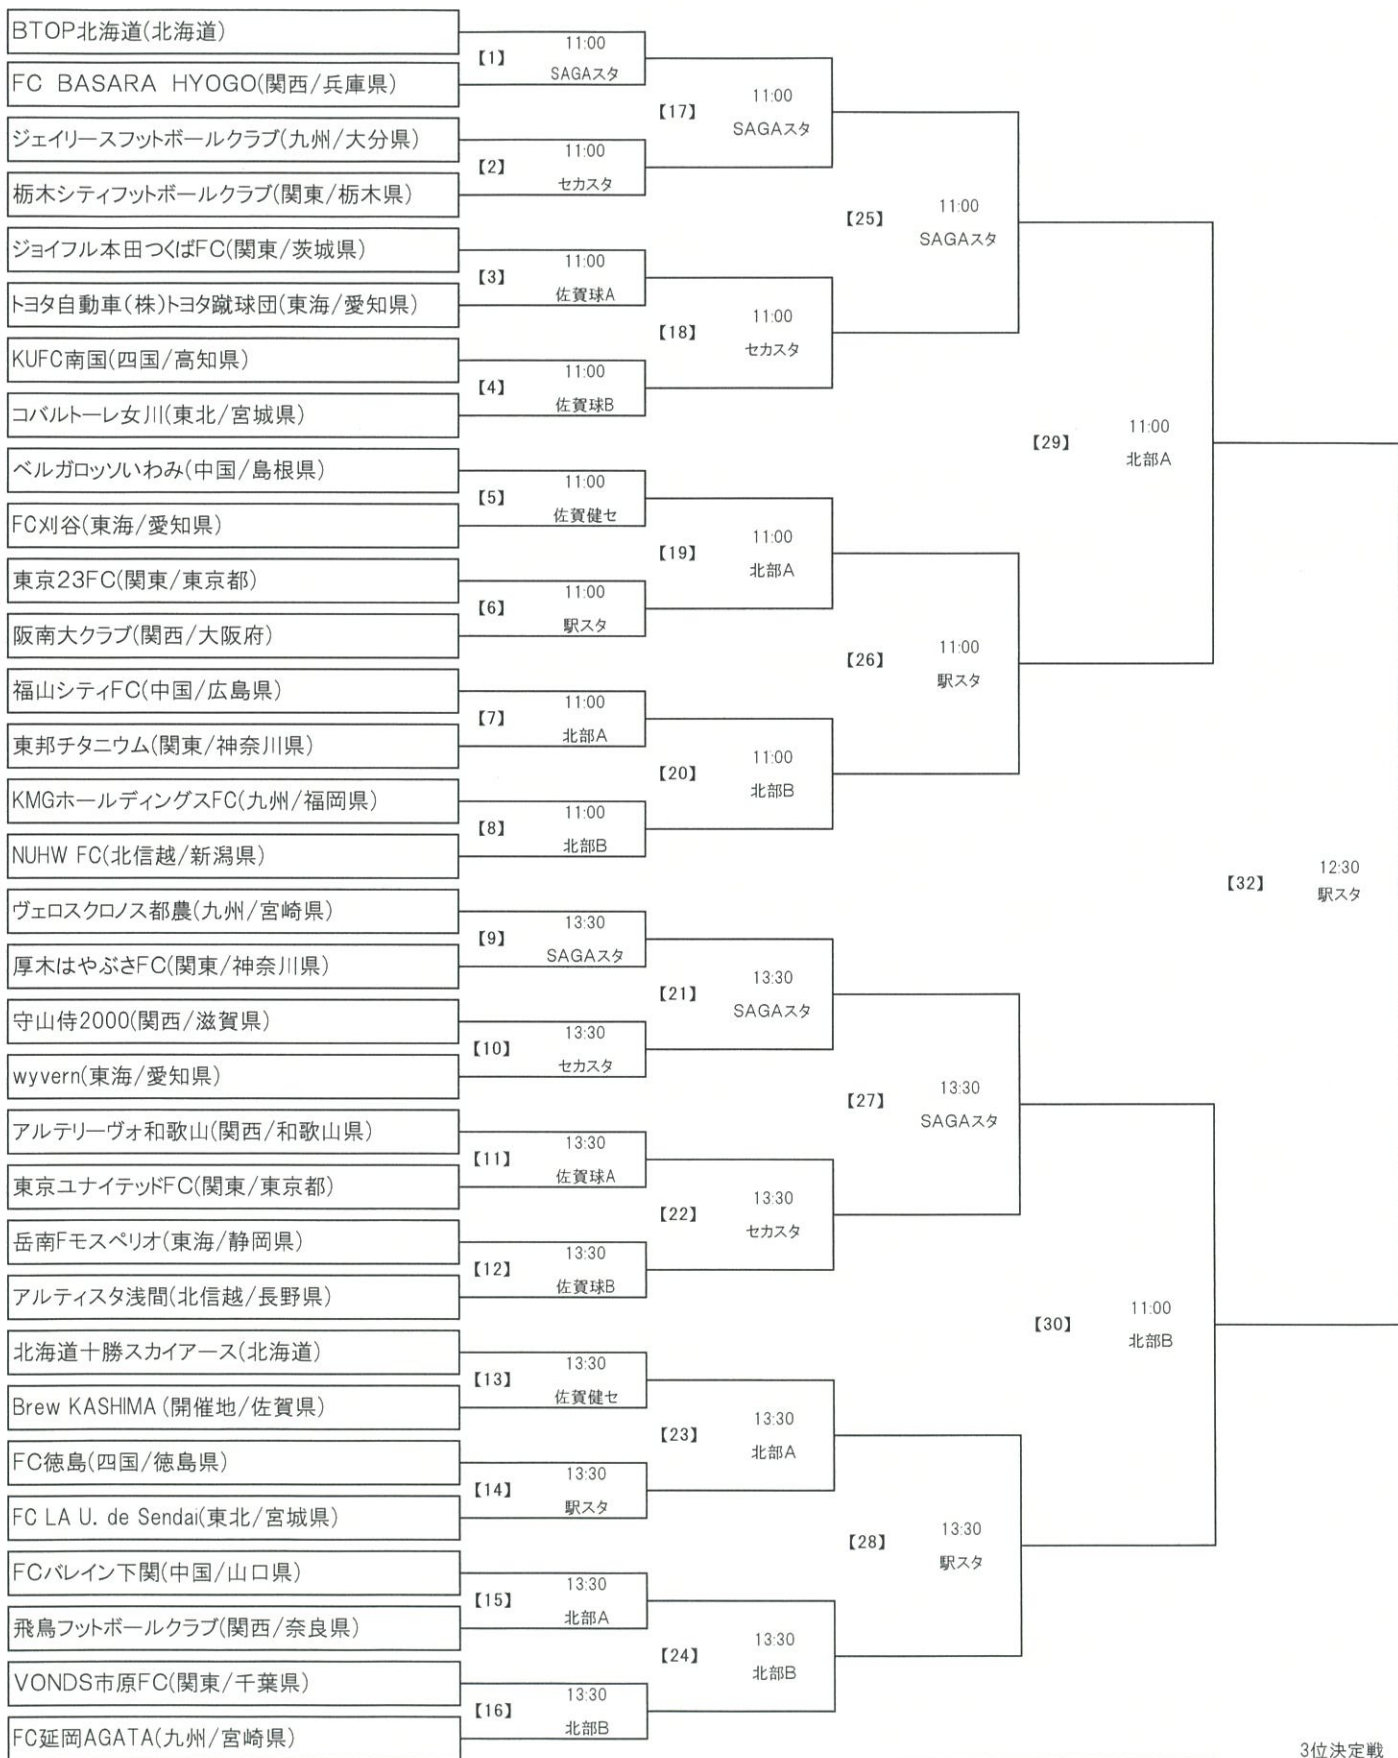 BTOP北海道(北海道)
FC BASARA HYOGO(関西/兵庫県)
ジェイリースフットボールクラブ(九州/大分県)
栃木シティフットボールクラブ(関東/栃木県)
ジョイフル本田つくばFC(関東/茨城県)
トヨタ自動車(株)トヨタ蹴球団(東海/愛知県)
KUFC南国(四国/高知県)
コバルトーレ女川(東北/宮城県)
ベルガロッソいわみ(中国/島根県)
FC刈谷(東海/愛知県)
東京23FC(関東/東京都)
阪南大クラブ(関西/大阪府)
福山シティFC(中国/広島県)
東邦チタニウム(関東/神奈川県)
KMGホールディングスFC(九州/福岡県)
NUHW FC(北信越/新潟県)
ヴェロスクロノス都農(九州/宮崎県)
厚木はやぶさFC(関東/神奈川県)
守山侍2000(関西/滋賀県)
wyvern(東海/愛知県)
アルテリーヴォ和歌山(関西/和歌山県)
東京ユナイテッドFC(関東/東京都)
岳南Fモスペリオ(東海/静岡県)
アルティスタ浅間(北信越/長野県)
北海道十勝スカイアース(北海道)
Brew KASHIMA (開催地/佐賀県)
FC徳島(四国/徳島県)
FC LA U. de Sendai(東北/宮城県)
FCバレイン下関(中国/山口県)
飛鳥フットボールクラブ(関西/奈良県)
VONDS市原FC(関東/千葉県)
FC延岡AGATA(九州/宮崎県)
【1】 11:00
SAGAスタ
【2】 11:00
セカスタ
【3】 11:00
佐賀球A
【4】 11:00
佐賀球B
【5】 11:00
佐賀健セ
【6】 11:00
駅スタ
【7】 11:00
北部A
【8】 11:00
北部B
【9】 13:30
SAGAスタ
【10】 13:30
セカスタ
【11】 13:30
佐賀球A
【12】 13:30
佐賀球B
【13】 13:30
佐賀健セ
【14】 13:30
駅スタ
【15】 13:30
北部A
【16】 13:30
北部B
【17】 11:00
SAGAスタ
【18】 11:00
セカスタ
【19】 11:00
北部A
【20】 11:00
北部B
【21】 13:30
SAGAスタ
【22】 13:30
セカスタ
【23】 13:30
北部A
【24】 13:30
北部B
【25】 11:00
SAGAスタ
【26】 11:00
駅スタ
【27】 13:30
SAGAスタ
【28】 13:30
駅スタ
【29】 11:00
北部A
【30】 11:00
北部B
【32】 12:30
駅スタ
3位決定戦